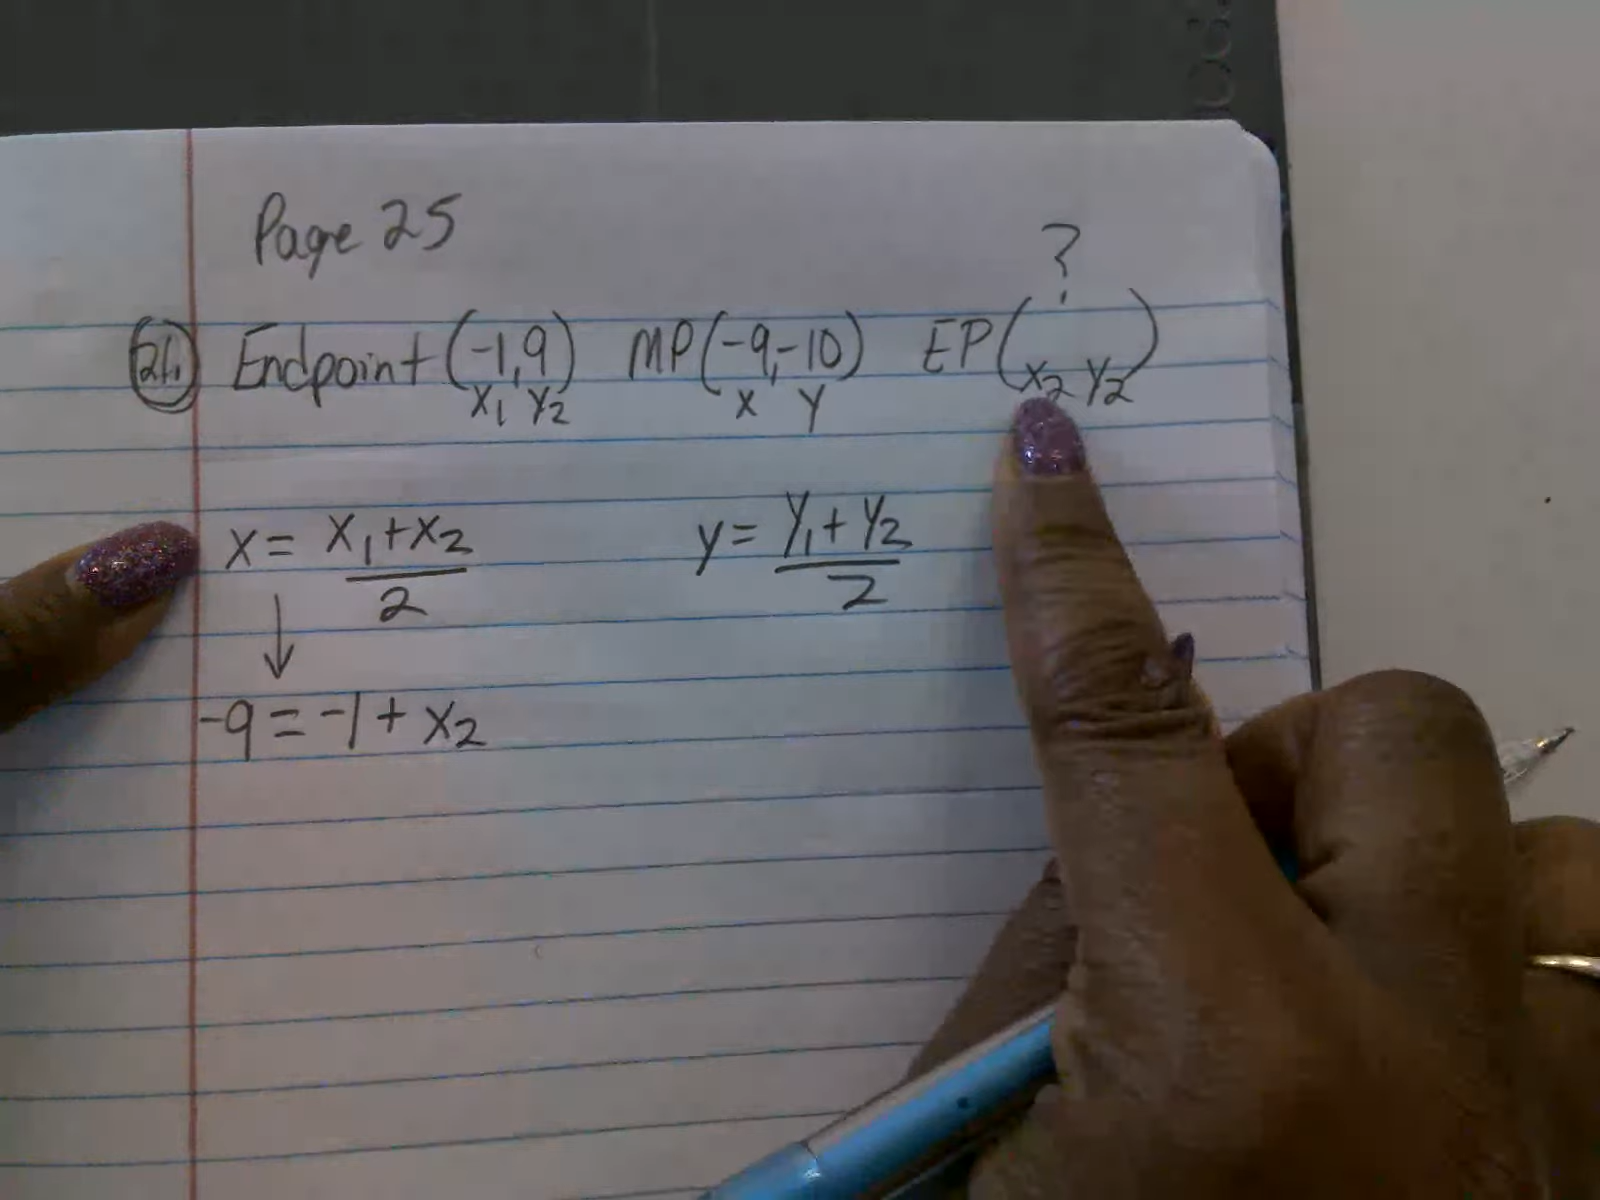 Page 25
?
21. Endpoint (-1, 9) MP (-9, -10) EP ( )
x₁ y₂ x y x₂ y₂
x = x₁ + x₂ / 2 y = y₁ + y₂ / 2
↓
-9 = -1 + x₂